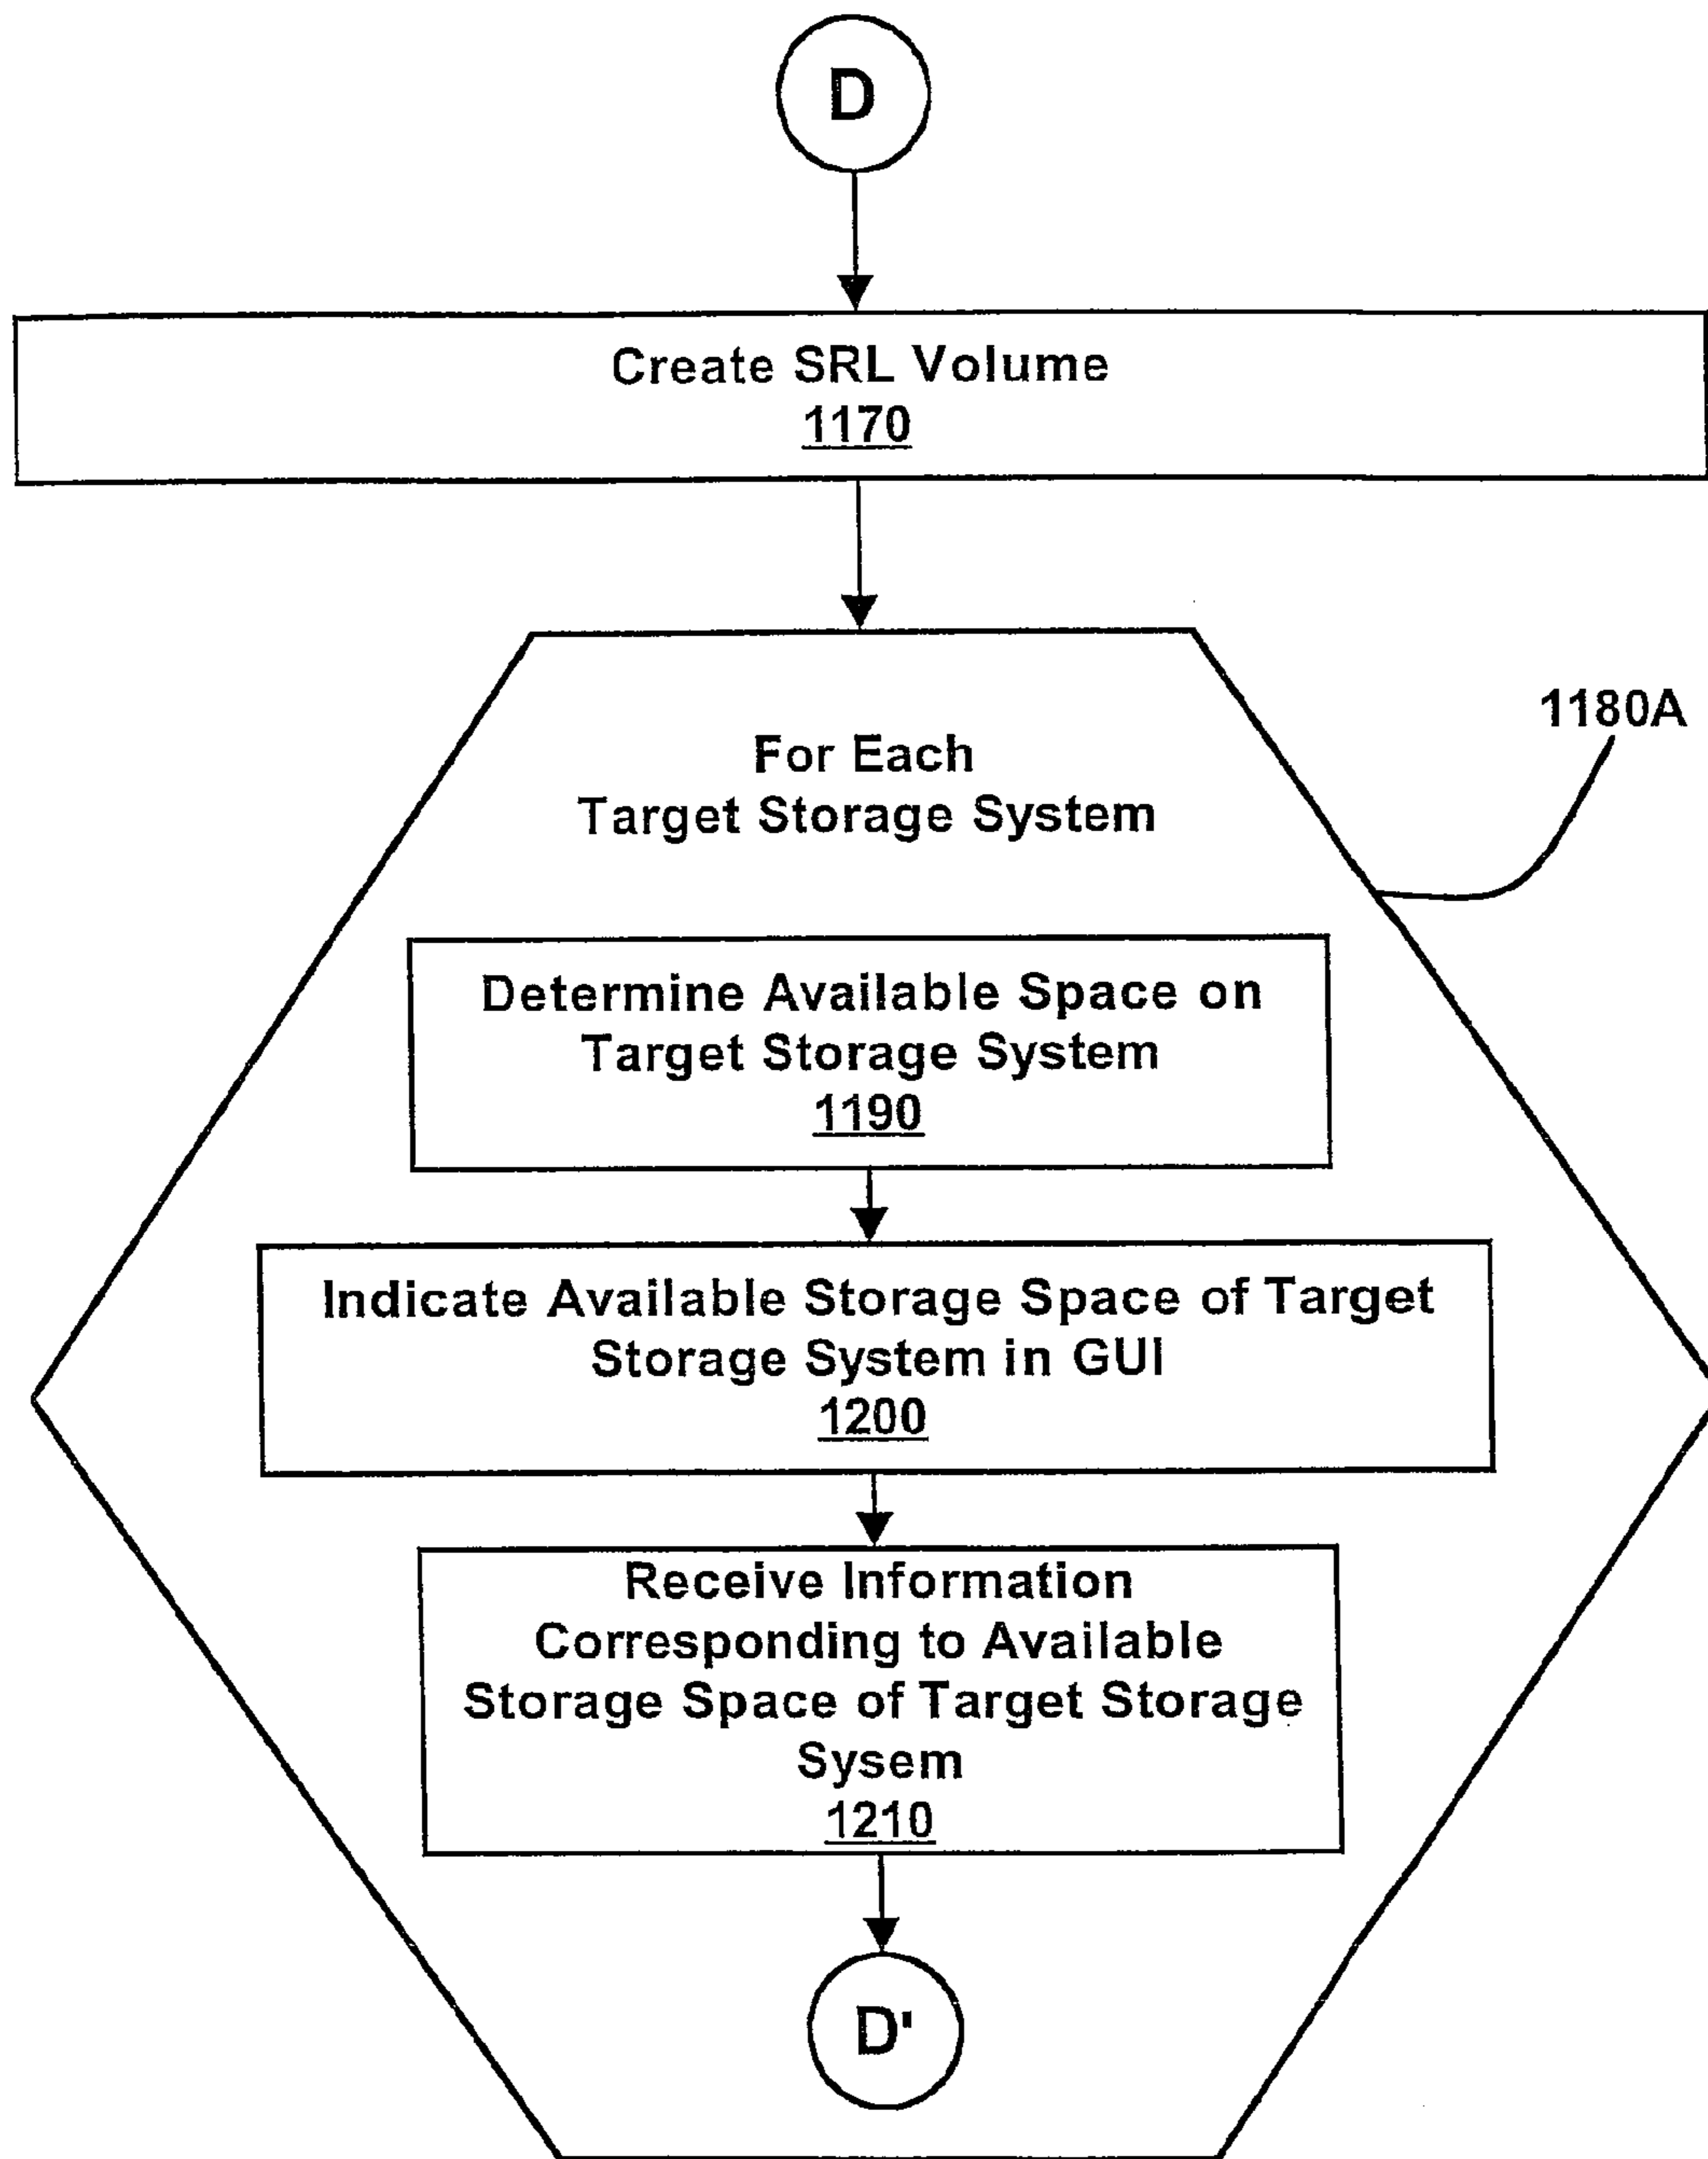 D
Create SRL Volume
1170
1180A
For Each
Target Storage System
Determine Available Space on
Target Storage System
1190
Indicate Available Storage Space of Target
Storage System in GUI
1200
Receive Information
Corresponding to Available
Storage Space of Target Storage
Sysem
1210
D'